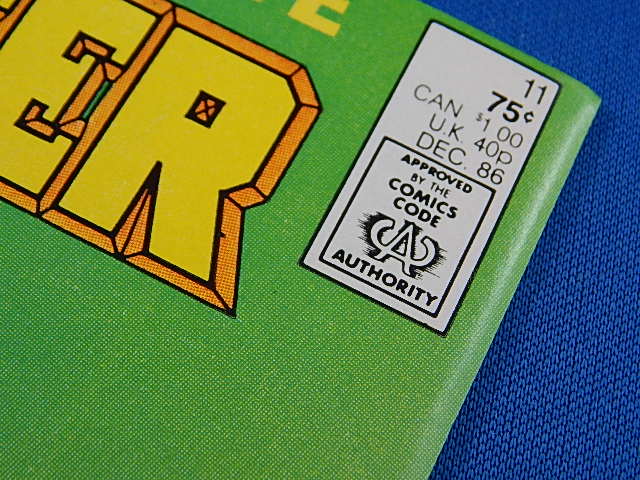 ER
11
75¢
CAN $1.00
U.K. 40p
DEC. 86
APPROVED
BY THE
COMICS
CODE
CA
AUTHORITY